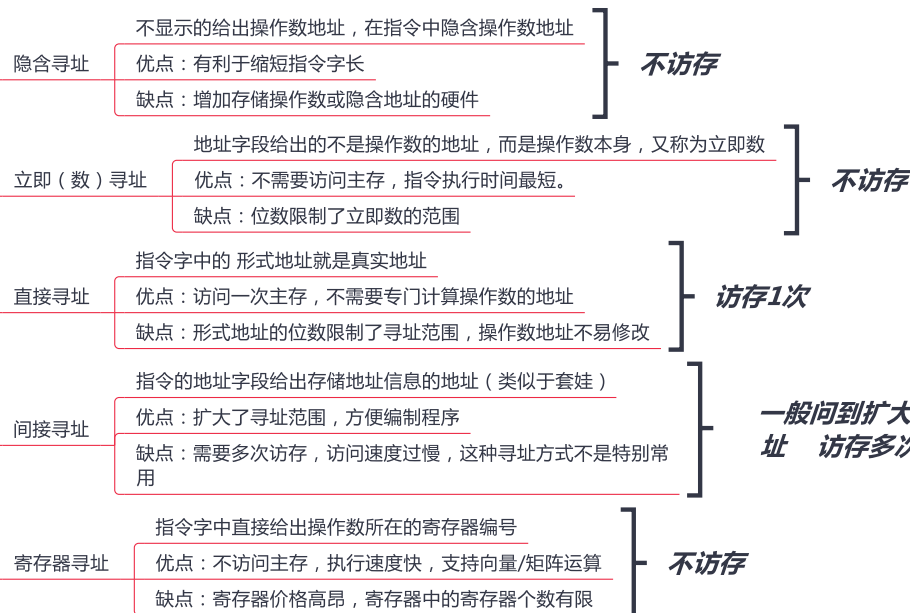 隐含寻址
不显示的给出操作数地址，在指令中隐含操作数地址
优点：有利于缩短指令字长
缺点：增加存储操作数或隐含地址的硬件
不访存
立即（数）寻址
地址字段给出的不是操作数的地址，而是操作数本身，又称为立即数
优点：不需要访问主存，指令执行时间最短。
缺点：位数限制了立即数的范围
不访存
直接寻址
指令字中的 形式地址就是真实地址
优点：访问一次主存，不需要专门计算操作数的地址
缺点：形式地址的位数限制了寻址范围，操作数地址不易修改
访存1次
间接寻址
指令的地址字段给出存储地址信息的地址（类似于套娃）
优点：扩大了寻址范围，方便编制程序
缺点：需要多次访存，访问速度过慢，这种寻址方式不是特别常
用
一般问到扩大
址 访存多次
寄存器寻址
指令字中直接给出操作数所在的寄存器编号
优点：不访问主存，执行速度快，支持向量/矩阵运算
缺点：寄存器价格高昂，寄存器中的寄存器个数有限
不访存